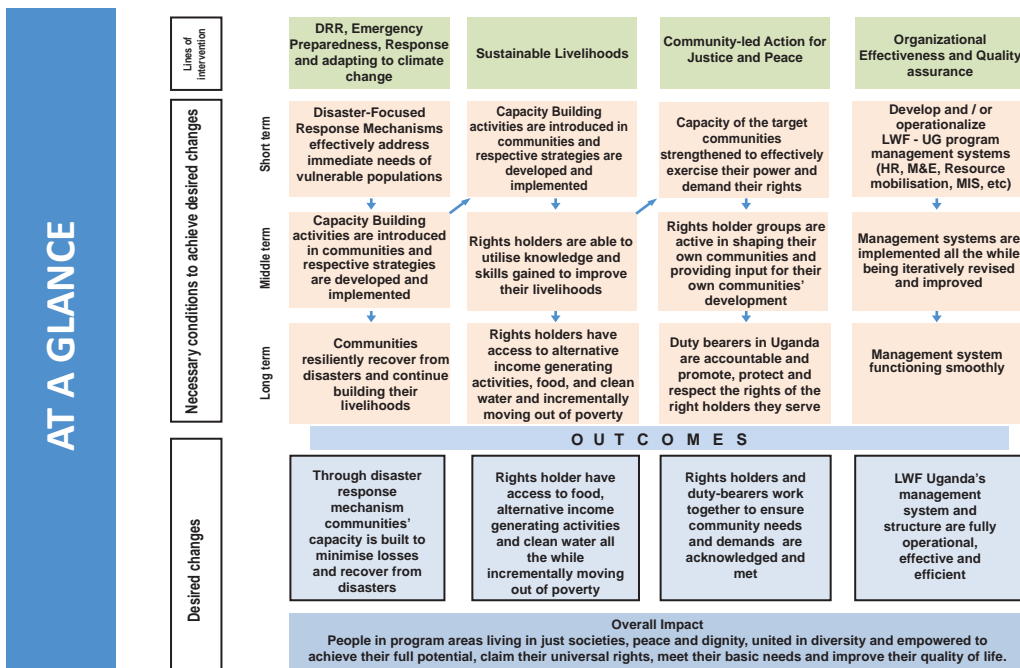 AT A GLANCE
Lines of
intervention
DRR, Emergency
Preparedness, Response
and adapting to climate
change
Sustainable Livelihoods
Community-led Action for
Justice and Peace
Organizational
Effectiveness and Quality
assurance
Necessary conditions to achieve desired changes
Short term
Disaster-Focused
Response Mechanisms
effectively address
immediate needs of
vulnerable populations
Capacity Building
activities are introduced in
communities and
respective strategies are
developed and
implemented
Capacity of the target
communities
strengthened to effectively
exercise their power and
demand their rights
Develop and / or
operationalize
LWF - UG program
management systems
(HR, M&E, Resource
mobilisation, MIS, etc)
Middle term
Capacity Building
activities are introduced
in communities and
respective strategies
are developed and
implemented
Rights holders are able to
utilise knowledge and
skills gained to improve
their livelihoods
Rights holder groups are
active in shaping their
own communities and
providing input for their
own communities'
development
Management systems are
implemented all the while
being iteratively revised
and improved
Long term
Communities
resiliently recover from
disasters and continue
building their
livelihoods
Rights holders have
access to alternative
income generating
activities, food, and clean
water and incrementally
moving out of poverty
Duty bearers in Uganda
are accountable and
promote, protect and
respect the rights of the
right holders they serve
Management system
functioning smoothly
OUTCOMES
Desired changes
Through disaster
response
mechanism
communities'
capacity is built to
minimise losses
and recover from
disasters
Rights holder have
access to food,
alternative income
generating activities
and clean water all
the while
incrementally moving
out of poverty
Rights holders and
duty-bearers work
together to ensure
community needs
and demands are
acknowledged and
met
LWF Uganda's
management
system and
structure are fully
operational,
effective and
efficient
Overall Impact
People in program areas living in just societies, peace and dignity, united in diversity and empowered to
achieve their full potential, claim their universal rights, meet their basic needs and improve their quality of life.